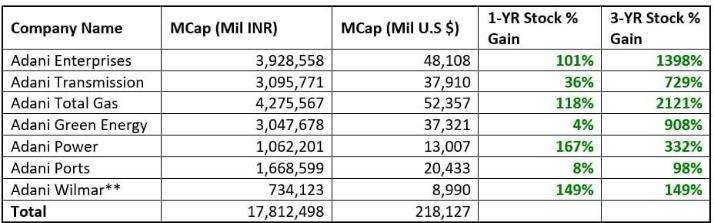 Company Name MCap (Mil INR) MCap (Mil U.S $) 1-YR Stock % Gain 3-YR Stock % Gain
Adani Enterprises 3,928,558 48,108 101% 1398%
Adani Transmission 3,095,771 37,910 36% 729%
Adani Total Gas 4,275,567 52,357 118% 2121%
Adani Green Energy 3,047,678 37,321 4% 908%
Adani Power 1,062,201 13,007 167% 332%
Adani Ports 1,668,599 20,433 8% 98%
Adani Wilmar** 734,123 8,990 149% 149%
Total 17,812,498 218,127